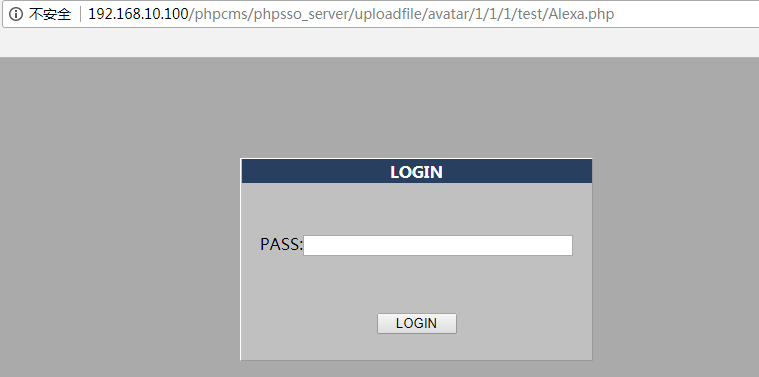 不安全 192.168.10.100/phpcms/phpsso_server/uploadfile/avatar/1/1/1/test/Alexa.php
LOGIN
PASS:
LOGIN